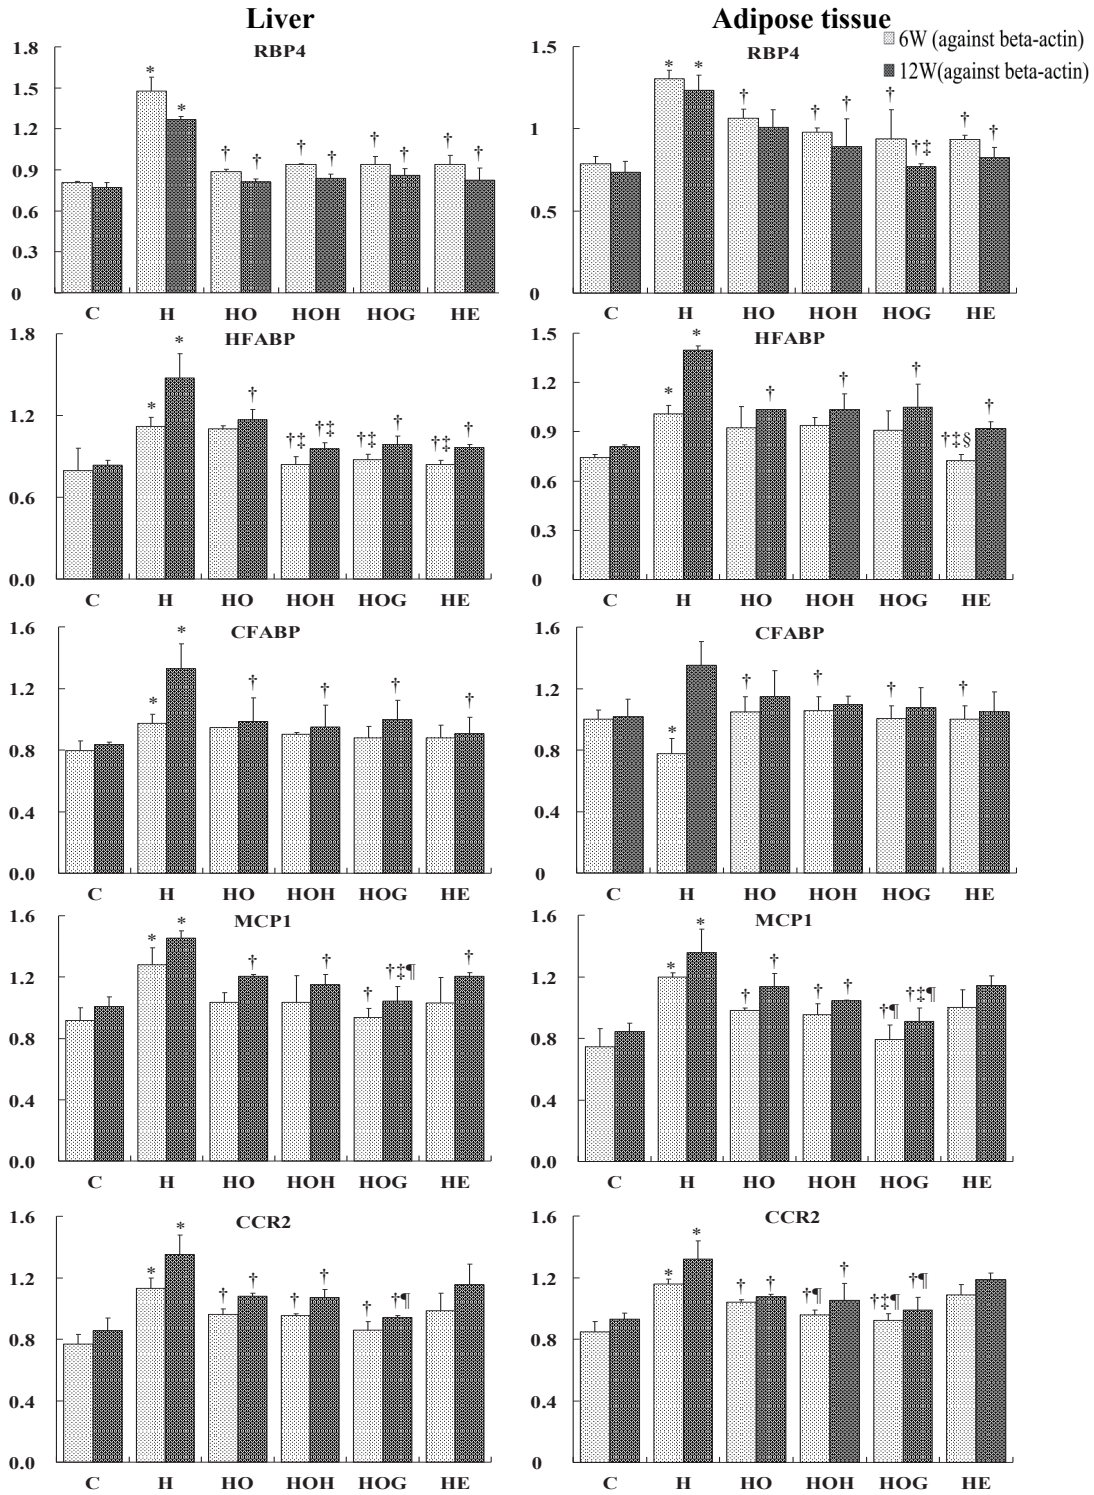 Liver
Adipose tissue
6W (against beta-actin)
12W(against beta-actin)
RBP4
1.8
1.5
1.2
0.9
0.6
0.3
0
* * † † † † † † † †
C H HO HOH HOG HE
RBP4
1.5
1
0.5
0
* * † † † † †‡ † †
C H HO HOH HOG HE
HFABP
1.8
1.2
0.6
0.0
* * † †‡ †‡ †‡ † †‡ †
C H HO HOH HOG HE
HFABP
1.5
1.2
0.9
0.6
0.3
0
* * † † † †‡§ †
C H HO HOH HOG HE
CFABP
1.6
1.2
0.8
0.4
0.0
* * † † † †
C H HO HOH HOG HE
CFABP
1.6
1.2
0.8
0.4
0
* † † † †
C H HO HOH HOG HE
MCP1
1.6
1.2
0.8
0.4
0.0
* * † † † †‡¶ †
C H HO HOH HOG HE
MCP1
1.6
1.2
0.8
0.4
0.0
* * † † † † †¶ †‡¶
C H HO HOH HOG HE
CCR2
1.6
1.2
0.8
0.4
0
* * † † † † † †¶
C H HO HOH HOG HE
CCR2
1.6
1.2
0.8
0.4
0
* * † † †¶ † †‡¶ †¶
C H HO HOH HOG HE